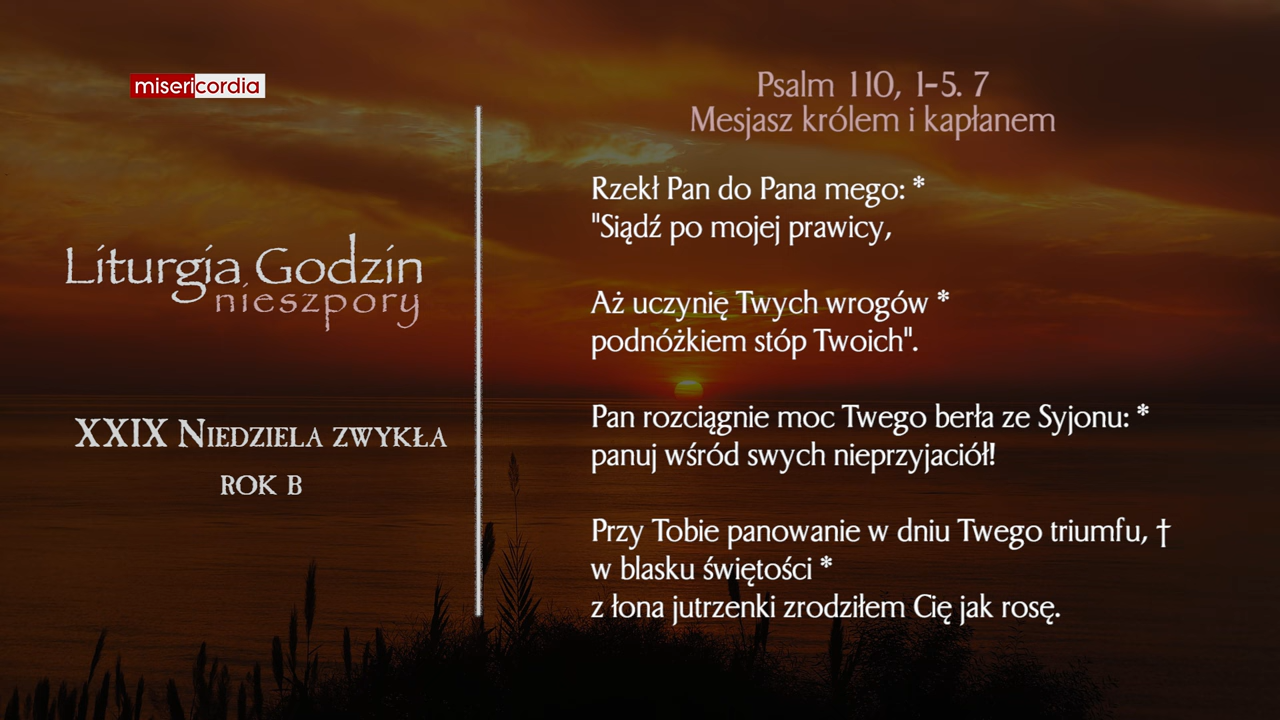 misericordia
Liturgia Godzin
nieszpory
XXIX Niedziela zwykła
rok B
Psalm 110, 1-5. 7
Mesjasz królem i kapłanem
Rzekł Pan do Pana mego: *
"Siądź po mojej prawicy,
Aż uczynię Twych wrogów *
podnóżkiem stóp Twoich".
Pan rozciągnie moc Twego berła ze Syjonu: *
panuj wśród swych nieprzyjaciół!
Przy Tobie panowanie w dniu Twego triumfu, †
w blasku świętości *
z łona jutrzenki zrodziłem Cię jak rosę.